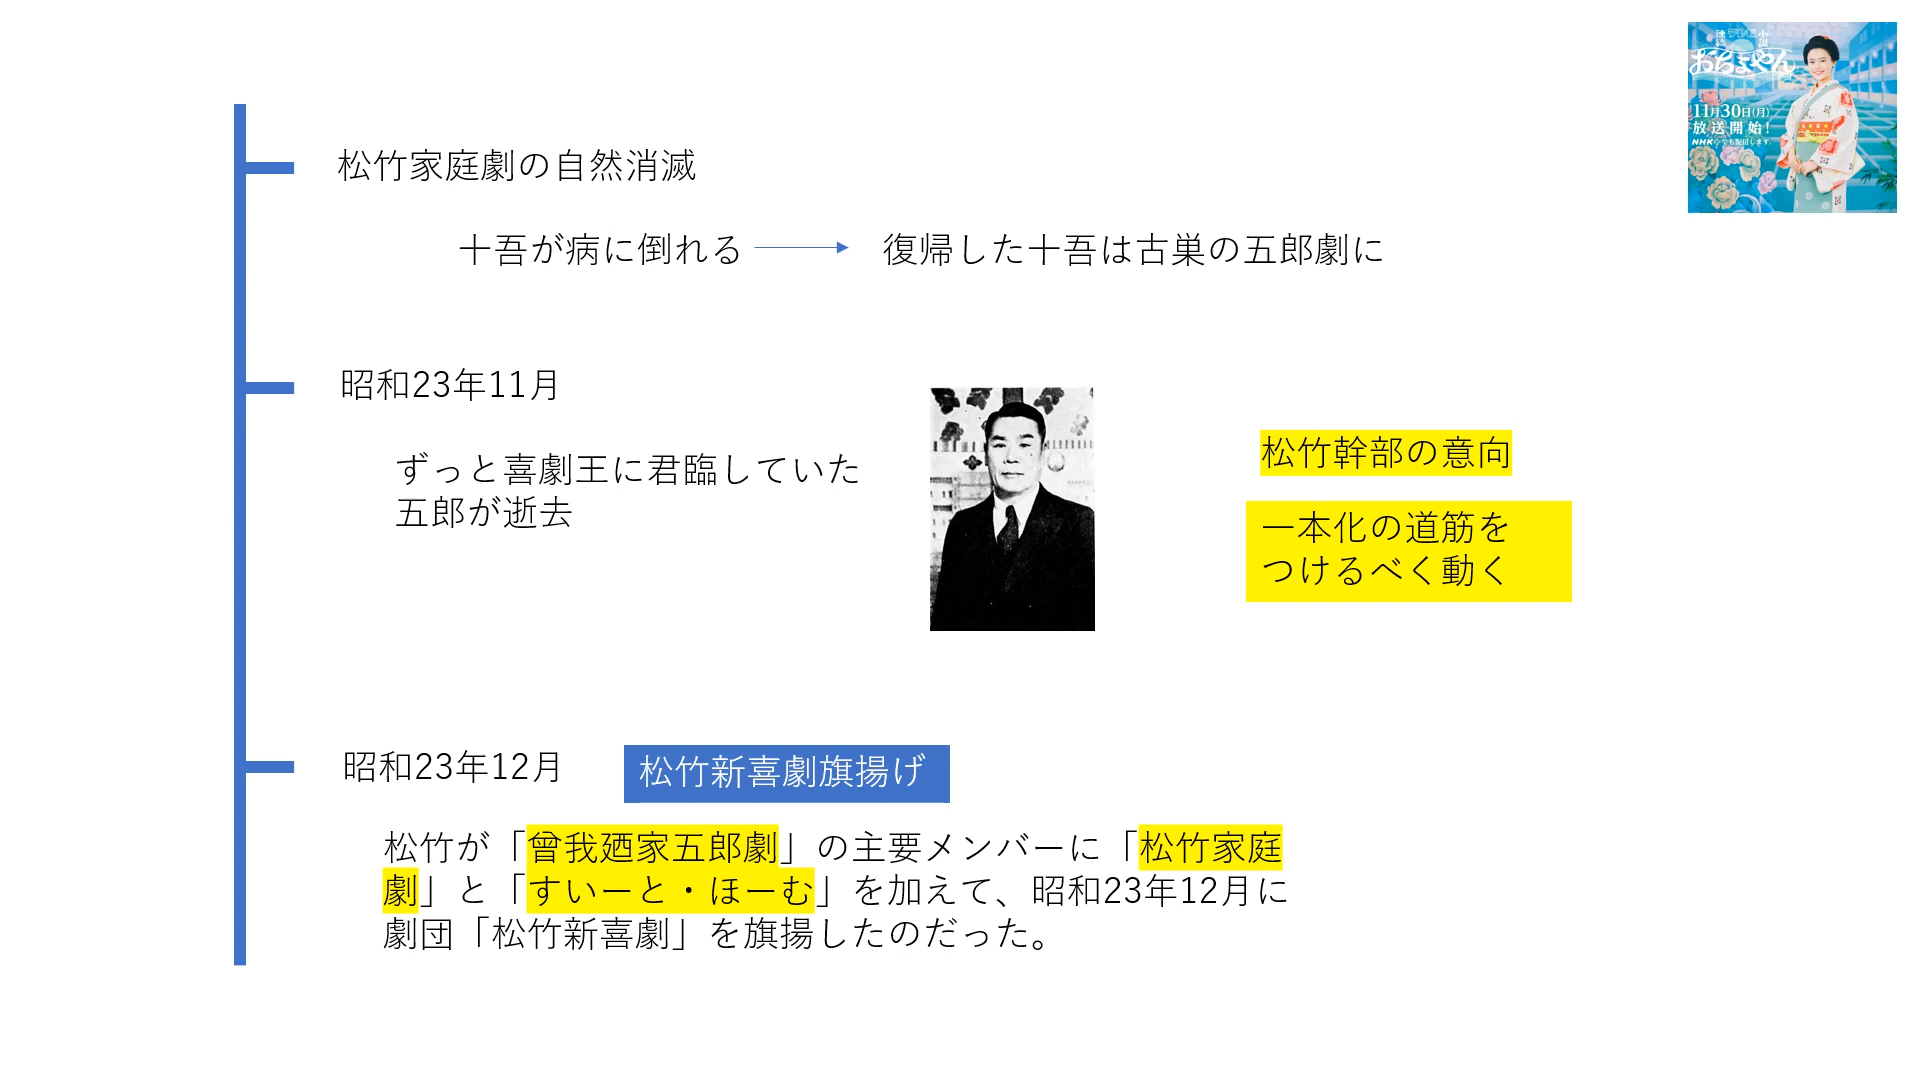 連続テレビ小説
おちょやん
11月30日(月)
放送開始!
松竹家庭劇の自然消滅
十吾が病に倒れる
復帰した十吾は古巣の五郎劇に
昭和23年11月
ずっと喜劇王に君臨していた
五郎が逝去
松竹幹部の意向
一本化の道筋を
つけるべく動く
昭和23年12月
松竹新喜劇旗揚げ
松竹が「曾我廼家五郎劇」の主要メンバーに「松竹家庭
劇」と「すいーと・ほーむ」を加えて、昭和23年12月に
劇団「松竹新喜劇」を旗揚したのだった。